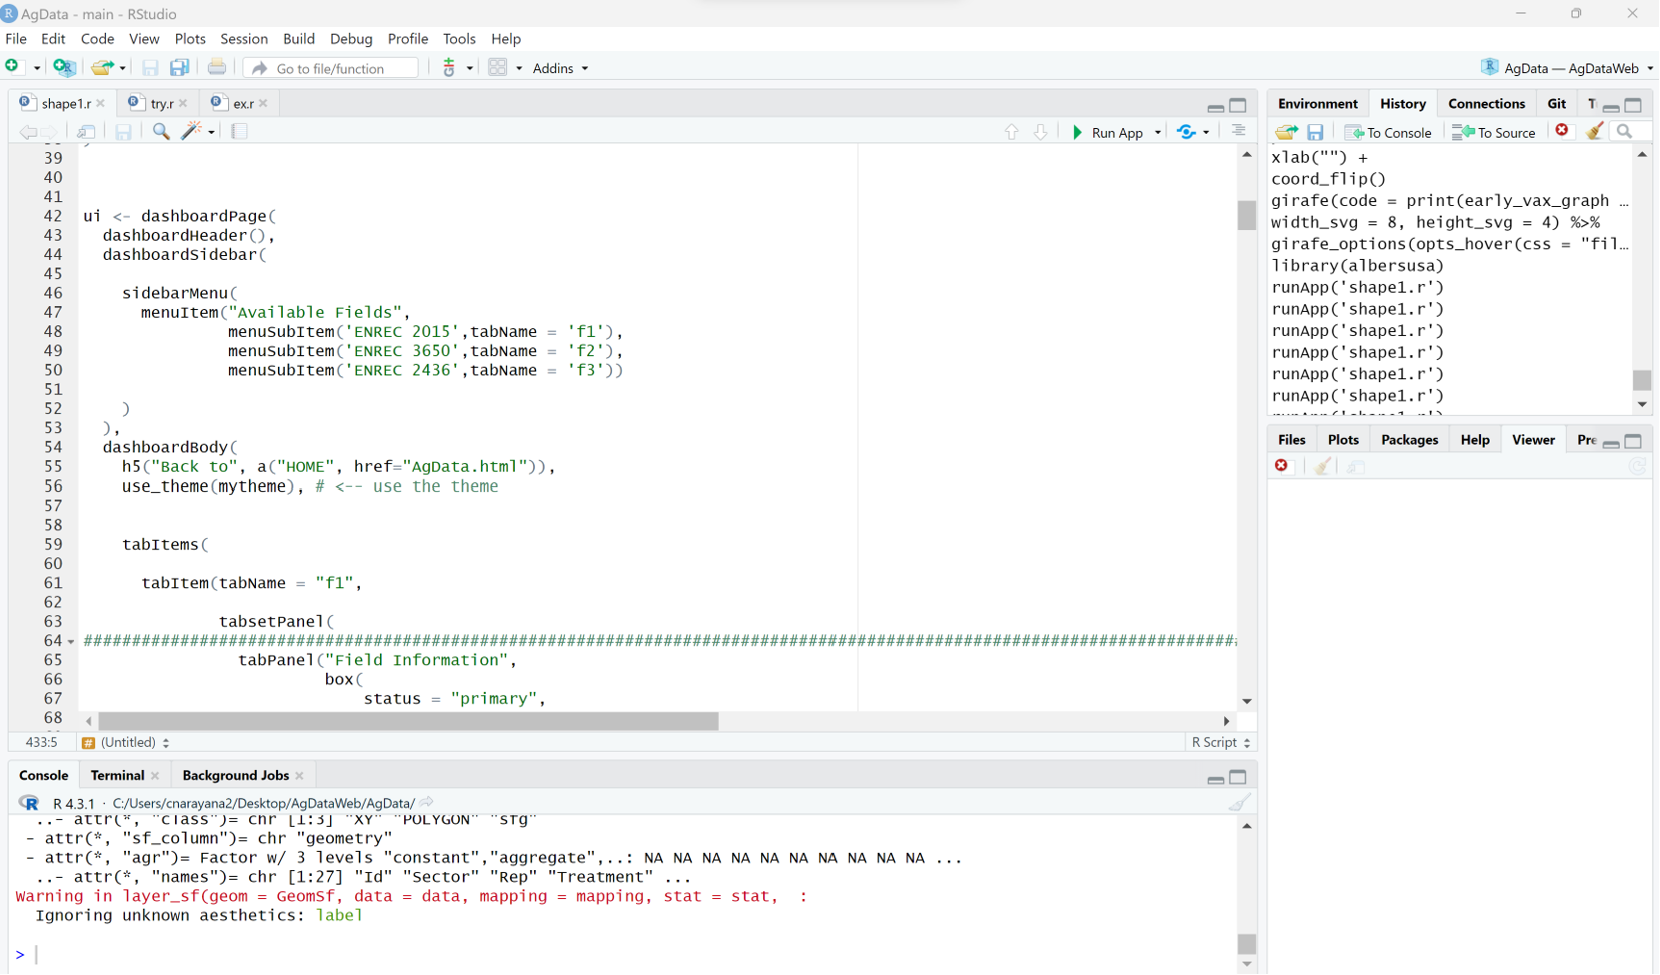 AgData - main - RStudio
File Edit Code View Plots Session Build Debug Profile Tools Help
Go to file/function Addins AgData — AgDataWeb
shape1.r try.r ex.r
Run App
39
40
41
42 ui <- dashboardPage(
43 dashboardHeader(),
44 dashboardSidebar(
45
46 sidebarMenu(
47 menuItem("Available Fields",
48 menuSubItem('ENREC 2015',tabName = 'f1'),
49 menuSubItem('ENREC 3650',tabName = 'f2'),
50 menuSubItem('ENREC 2436',tabName = 'f3'))
51
52 )
53 ),
54 dashboardBody(
55 h5("Back to", a("HOME", href="AgData.html")),
56 use_theme(mytheme), # <-- use the theme
57
58
59 tabItems(
60
61 tabItem(tabName = "f1",
62
63 tabsetPanel(
64 ########################################################################################################################
65 tabPanel("Field Information",
66 box(
67 status = "primary",
68
433:5 # (Untitled) R Script
Console Terminal Background Jobs
R 4.3.1 · C:/Users/cnarayana2/Desktop/AgDataWeb/AgData/
..- attr(*, "class")= chr [1:3] "XY" "POLYGON" "sfg"
- attr(*, "sf_column")= chr "geometry"
- attr(*, "agr")= Factor w/ 3 levels "constant","aggregate",..: NA NA NA NA NA NA NA NA NA NA ...
..- attr(*, "names")= chr [1:27] "Id" "Sector" "Rep" "Treatment" ...
Warning in layer_sf(geom = GeomSf, data = data, mapping = mapping, stat = stat, :
Ignoring unknown aesthetics: label
>
Environment History Connections Git T
To Console To Source
xlab("") +
coord_flip()
girafe(code = print(early_vax_graph …
width_svg = 8, height_svg = 4) %>%
girafe_options(opts_hover(css = "fil…
library(albersusa)
runApp('shape1.r')
runApp('shape1.r')
runApp('shape1.r')
runApp('shape1.r')
runApp('shape1.r')
runApp('shape1.r')
runApp('shape1.r')
Files Plots Packages Help Viewer Pre